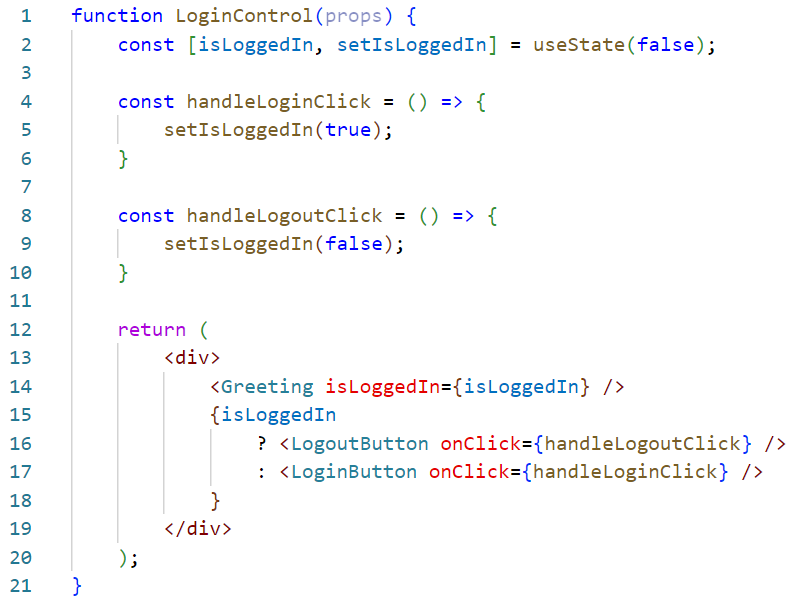 1 function LoginControl(props) {
2     const [isLoggedIn, setIsLoggedIn] = useState(false);
3
4     const handleLoginClick = () => {
5         setIsLoggedIn(true);
6     }
7
8     const handleLogoutClick = () => {
9         setIsLoggedIn(false);
10     }
11
12     return (
13         <div>
14             <Greeting isLoggedIn={isLoggedIn} />
15             {isLoggedIn
16                 ? <LogoutButton onClick={handleLogoutClick} />
17                 : <LoginButton onClick={handleLoginClick} />
18             }
19         </div>
20     );
21 }